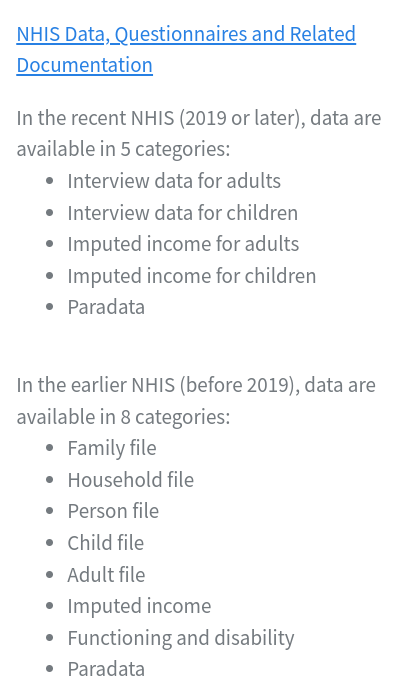 NHIS Data, Questionnaires and Related
Documentation
In the recent NHIS (2019 or later), data are
available in 5 categories:
• Interview data for adults
• Interview data for children
• Imputed income for adults
• Imputed income for children
• Paradata
In the earlier NHIS (before 2019), data are
available in 8 categories:
• Family file
• Household file
• Person file
• Child file
• Adult file
• Imputed income
• Functioning and disability
• Paradata